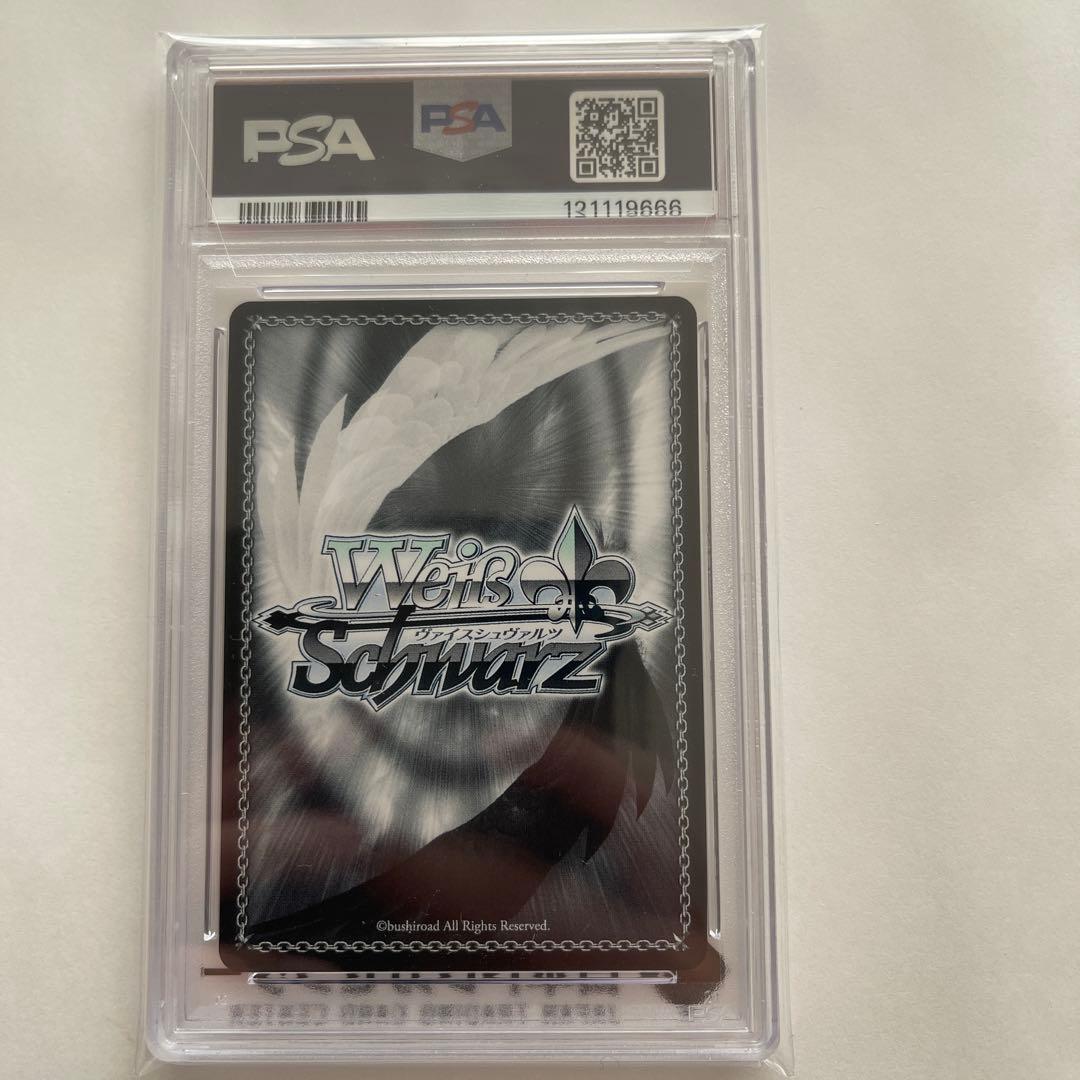 PSA
PSA
131119666
Weiß
ヴァイスシュヴァルツ
Schwarz
©bushiroad All Rights Reserved.